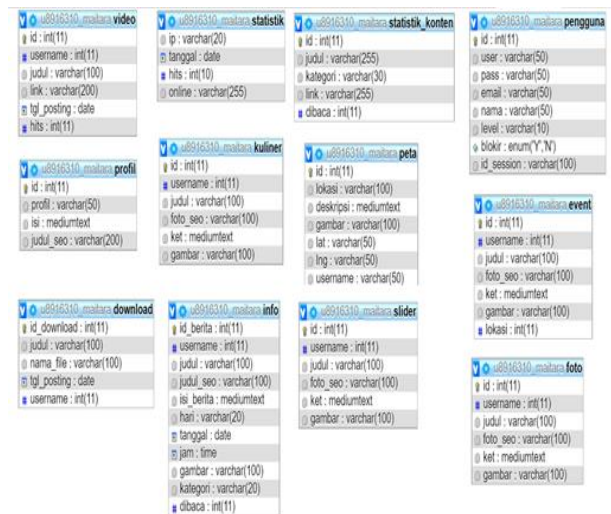 u8916310_maitara video
id : int(11)
username : int(11)
judul : varchar(100)
link : varchar(200)
tgl_posting : date
hits : int(11)
u8916310_maitara statistik
ip : varchar(20)
tanggal : date
hits : int(10)
online : varchar(255)
u8916310_maitara statistik_konten
id : int(11)
judul : varchar(255)
kategori : varchar(30)
link : varchar(255)
dibaca : int(11)
u8916310_maitara pengguna
id : int(11)
user : varchar(50)
pass : varchar(50)
email : varchar(50)
nama : varchar(50)
level : varchar(10)
blokir : enum('Y','N')
id_session : varchar(100)
u8916310_maitara profil
id : int(11)
profil : varchar(50)
isi : mediumtext
judul_seo : varchar(200)
u8916310_maitara kuliner
id : int(11)
username : int(11)
judul : varchar(100)
foto_seo : varchar(100)
ket : mediumtext
gambar : varchar(100)
u8916310_maitara peta
id : int(11)
lokasi : varchar(100)
deskripsi : mediumtext
gambar : varchar(100)
lat : varchar(50)
lng : varchar(50)
username : varchar(50)
u8916310_maitara event
id : int(11)
username : int(11)
judul : varchar(100)
foto_seo : varchar(100)
ket : mediumtext
gambar : varchar(100)
lokasi : int(11)
u8916310_maitara download
id_download : int(11)
judul : varchar(100)
nama_file : varchar(100)
tgl_posting : date
username : int(11)
u8916310_maitara info
id_berita : int(11)
username : int(11)
judul : varchar(100)
judul_seo : varchar(100)
isi_berita : mediumtext
hari : varchar(20)
tanggal : date
jam : time
gambar : varchar(100)
kategori : varchar(20)
dibaca : int(11)
u8916310_maitara slider
id : int(11)
username : int(11)
judul : varchar(100)
foto_seo : varchar(100)
ket : mediumtext
gambar : varchar(100)
u8916310_maitara foto
id : int(11)
username : int(11)
judul : varchar(100)
foto_seo : varchar(100)
ket : mediumtext
gambar : varchar(100)